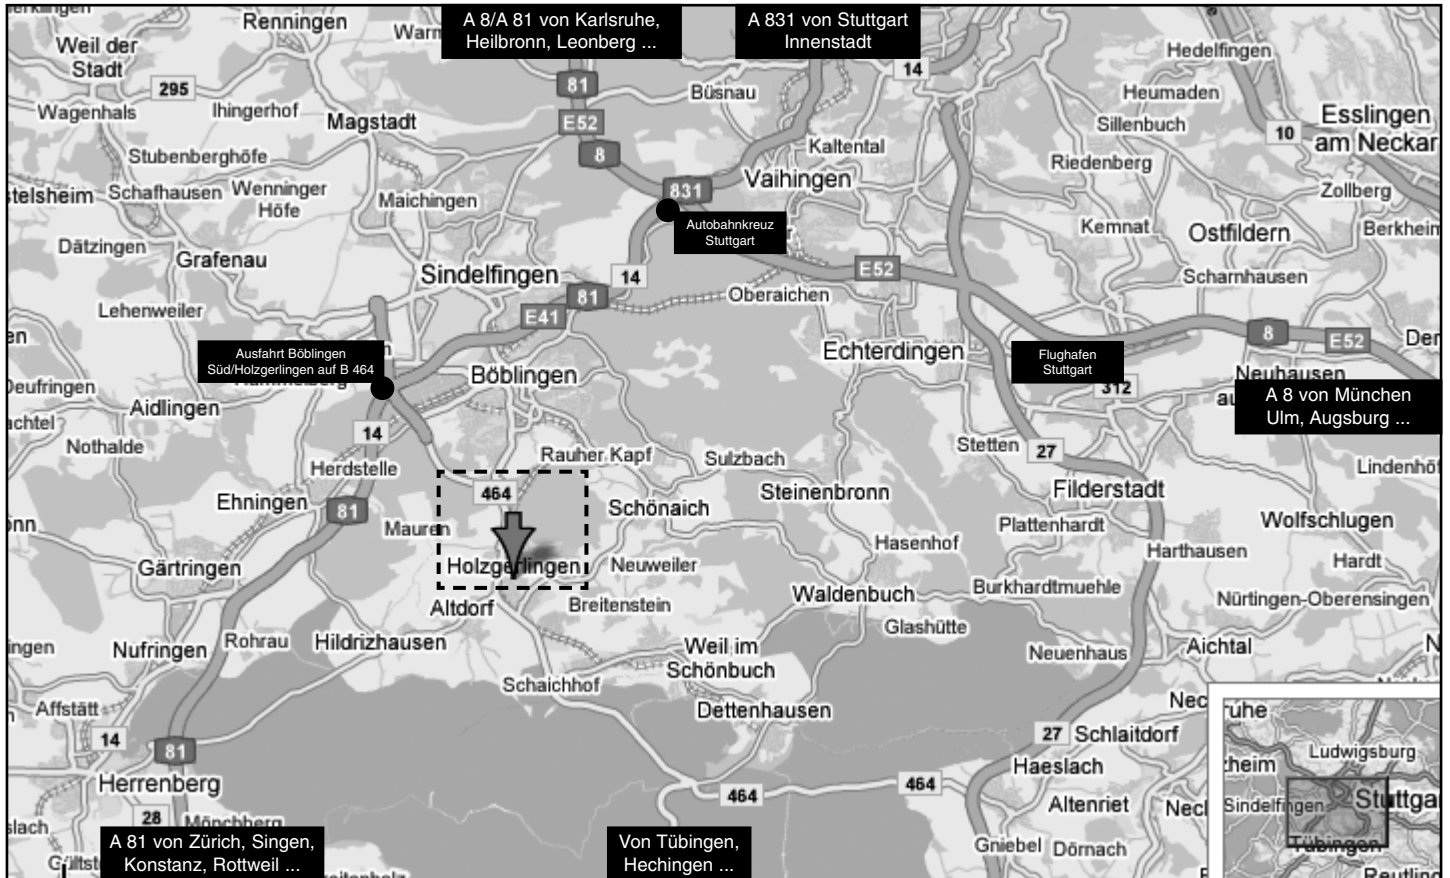 A 8/A 81 von Karlsruhe,
Heilbronn, Leonberg ...
A 831 von Stuttgart
Innenstadt
Renningen
Weil der
Stadt
295
Wagenhals
Ihingerhof
Magstadt
81
E52
8
Büsnau
14
Hedelfingen
Heumaden
Sillenbuch
10
Esslingen
am Neckar
Kaltental
Riedenberg
Zollberg
Stubenberghöfe
Schafhausen
Wenninger
Höfe
Maichingen
831
Vaihingen
Autobahnkreuz
Stuttgart
Kemnat
Ostfildern
Berkheim
Dätzingen
Grafenau
Sindelfingen
14
81
E41
E52
Scharnhausen
Oberaichen
Lehenweiler
Ausfahrt Böblingen
Süd/Holzgerlingen auf B 464
Böblingen
Echterdingen
Flughafen
Stuttgart
312
8
E52
Neuhausen
A 8 von München
Ulm, Augsburg ...
Aidlingen
Nothalde
14
Herdstelle
Rauher Kapf
Sulzbach
Stetten
27
Ehningen
81
464
Schönaich
Steinenbronn
Filderstadt
Plattenhardt
Wolfschlugen
Mauren
Hasenhof
Harthausen
Hardt
Gärtringen
Holzgerlingen
Neuweiler
Altdorf
Breitenstein
Waldenbuch
Burkhardtmuehle
Nürtingen-Oberensingen
Glashütte
Nufringen
Rohrau
Hildrizhausen
Weil im
Schönbuch
Neuenhaus
Aichtal
Schaichhof
Affstätt
Dettenhausen
14
81
27
Schlaitdorf
Herrenberg
464
464
Haeslach
Altenriet
28
Mönchberg
Gniebel
Dörnach
A 81 von Zürich, Singen,
Konstanz, Rottweil ...
Von Tübingen,
Hechingen ...
Ludwigsburg
Sindelfingen
Tübingen